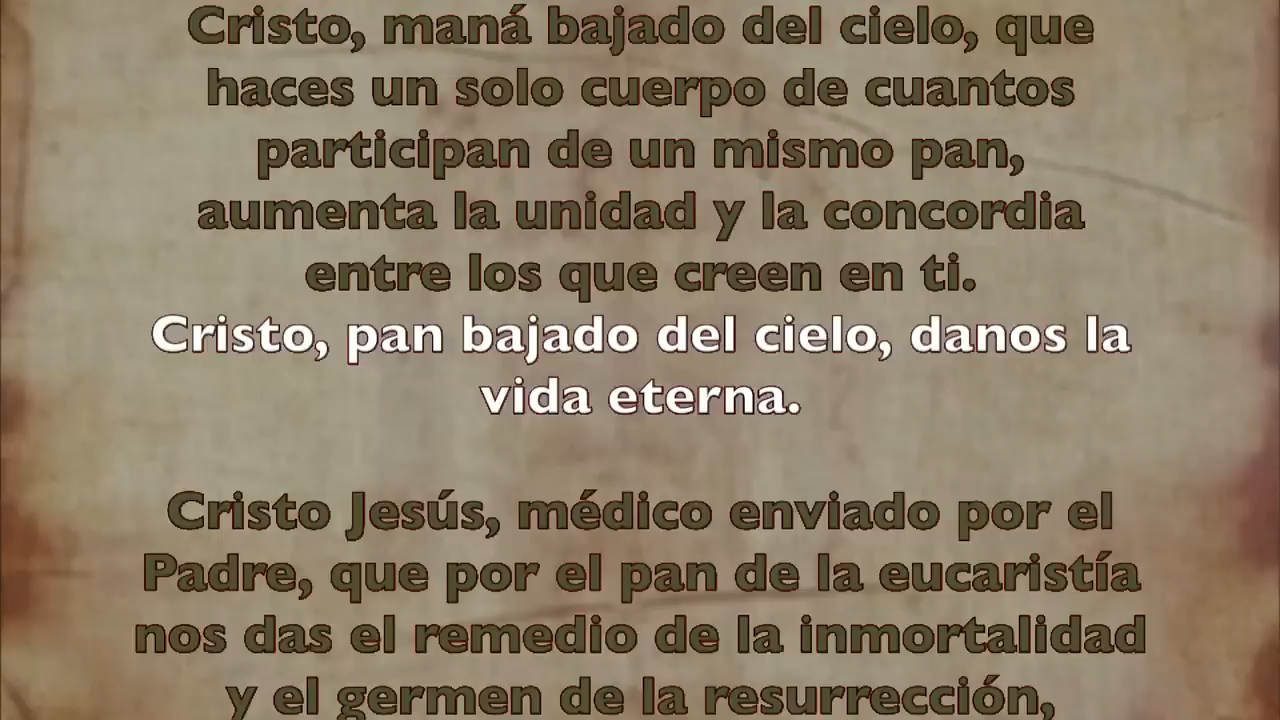 Cristo, maná bajado del cielo, que
haces un solo cuerpo de cuantos
participan de un mismo pan,
aumenta la unidad y la concordia
entre los que creen en ti.
Cristo, pan bajado del cielo, danos la
vida eterna.
Cristo Jesús, médico enviado por el
Padre, que por el pan de la eucaristía
nos das el remedio de la inmortalidad
y el germen de la resurrección,